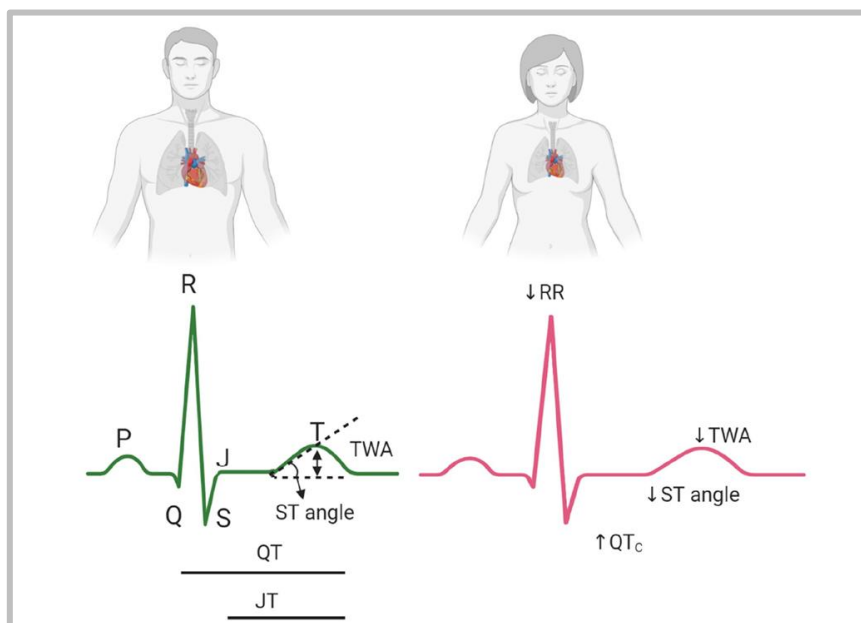 R
P
J
T
TWA
Q
S
ST angle
QT
JT
↓RR
↓TWA
↓ST angle
↑QTc